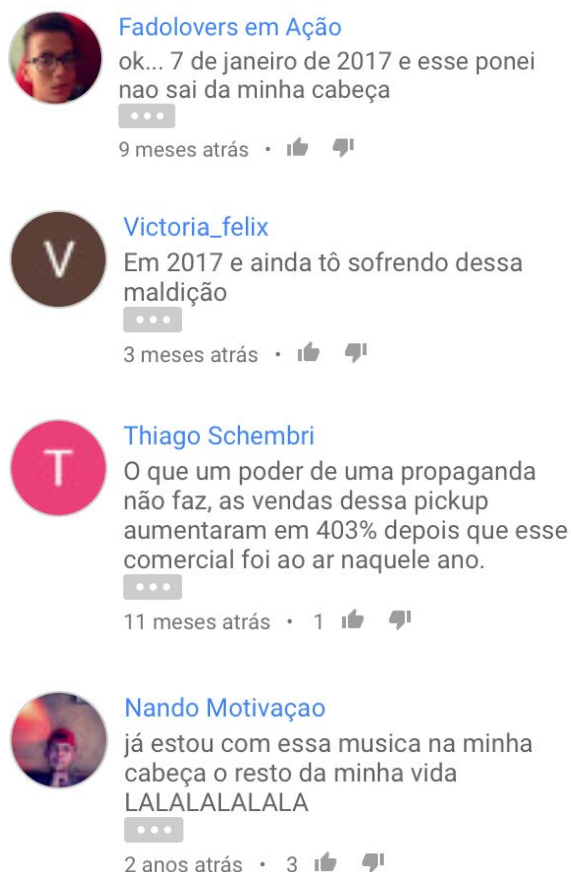 Fadolovers em Ação
ok... 7 de janeiro de 2017 e esse ponei
nao sai da minha cabeça
9 meses atrás •
V
Victoria_felix
Em 2017 e ainda tô sofrendo dessa
maldição
3 meses atrás •
T
Thiago Schembri
O que um poder de uma propaganda
não faz, as vendas dessa pickup
aumentaram em 403% depois que esse
comercial foi ao ar naquele ano.
11 meses atrás • 1
Nando Motivaçao
já estou com essa musica na minha
cabeça o resto da minha vida
LALALALALALA
2 anos atrás • 3